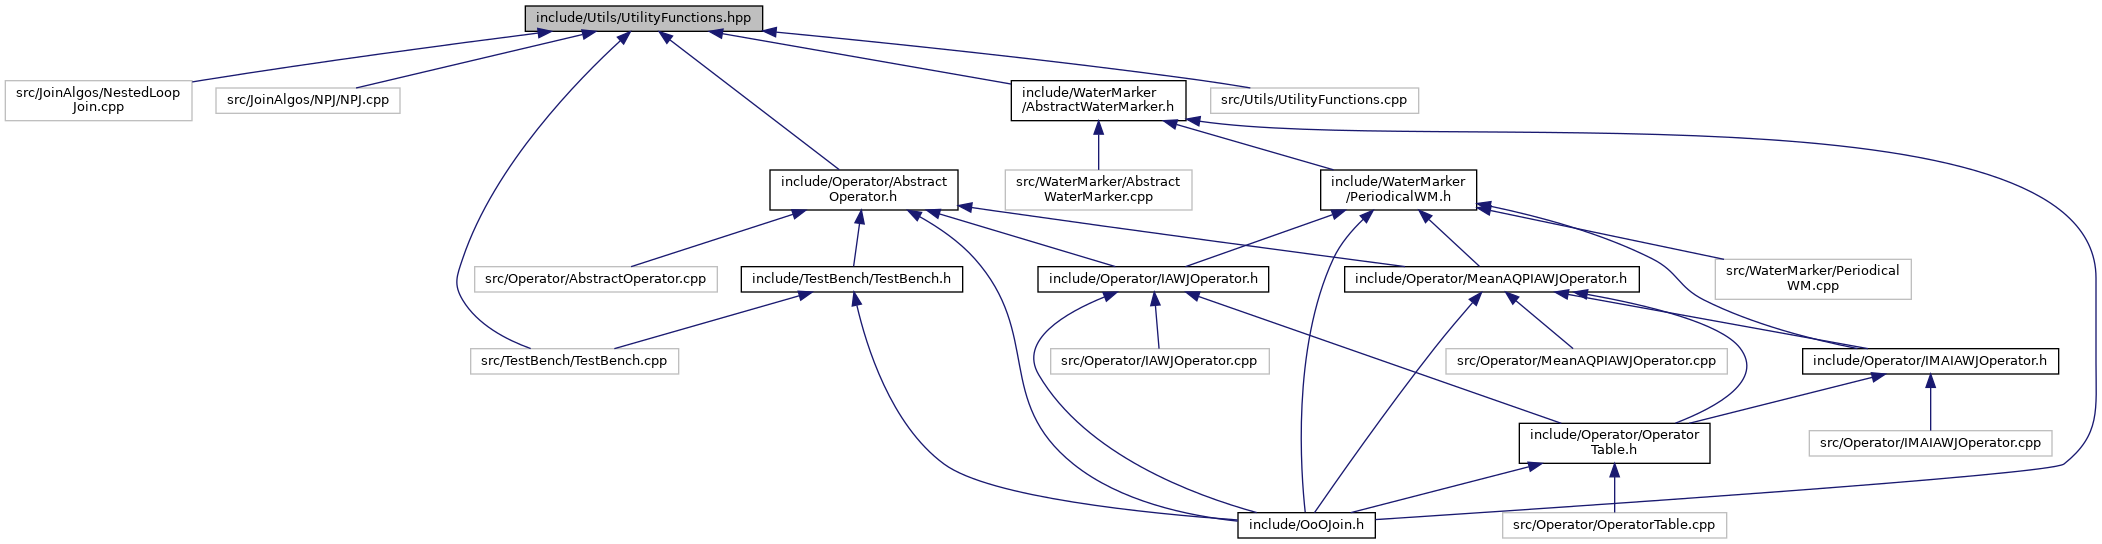 include/Utils/UtilityFunctions.hpp
src/JoinAlgos/NestedLoop
Join.cpp
src/JoinAlgos/NPJ/NPJ.cpp
include/WaterMarker
/AbstractWaterMarker.h
src/Utils/UtilityFunctions.cpp
include/Operator/Abstract
Operator.h
src/WaterMarker/Abstract
WaterMarker.cpp
include/WaterMarker
/PeriodicalWM.h
src/Operator/AbstractOperator.cpp
include/TestBench/TestBench.h
include/Operator/IAWJOperator.h
include/Operator/MeanAQPIAWJOperator.h
src/WaterMarker/Periodical
WM.cpp
src/TestBench/TestBench.cpp
src/Operator/IAWJOperator.cpp
src/Operator/MeanAQPIAWJOperator.cpp
include/Operator/IMAIAWJOperator.h
include/Operator/Operator
Table.h
src/Operator/IMAIAWJOperator.cpp
include/OoOJoin.h
src/Operator/OperatorTable.cpp